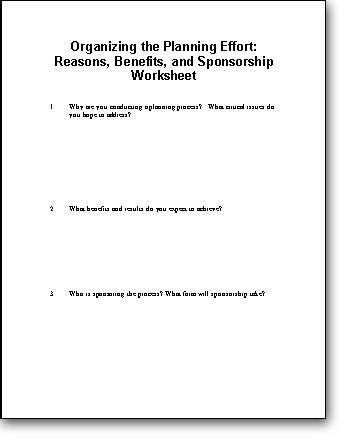 Organizing the Planning Effort:
Reasons, Benefits, and Sponsorship
Worksheet
1. Why are you conducting a planning process? What crucial issues do
you hope to address?
2. What benefits and results do you expect to achieve?
3. Who is sponsoring the process? What form will sponsorship take?